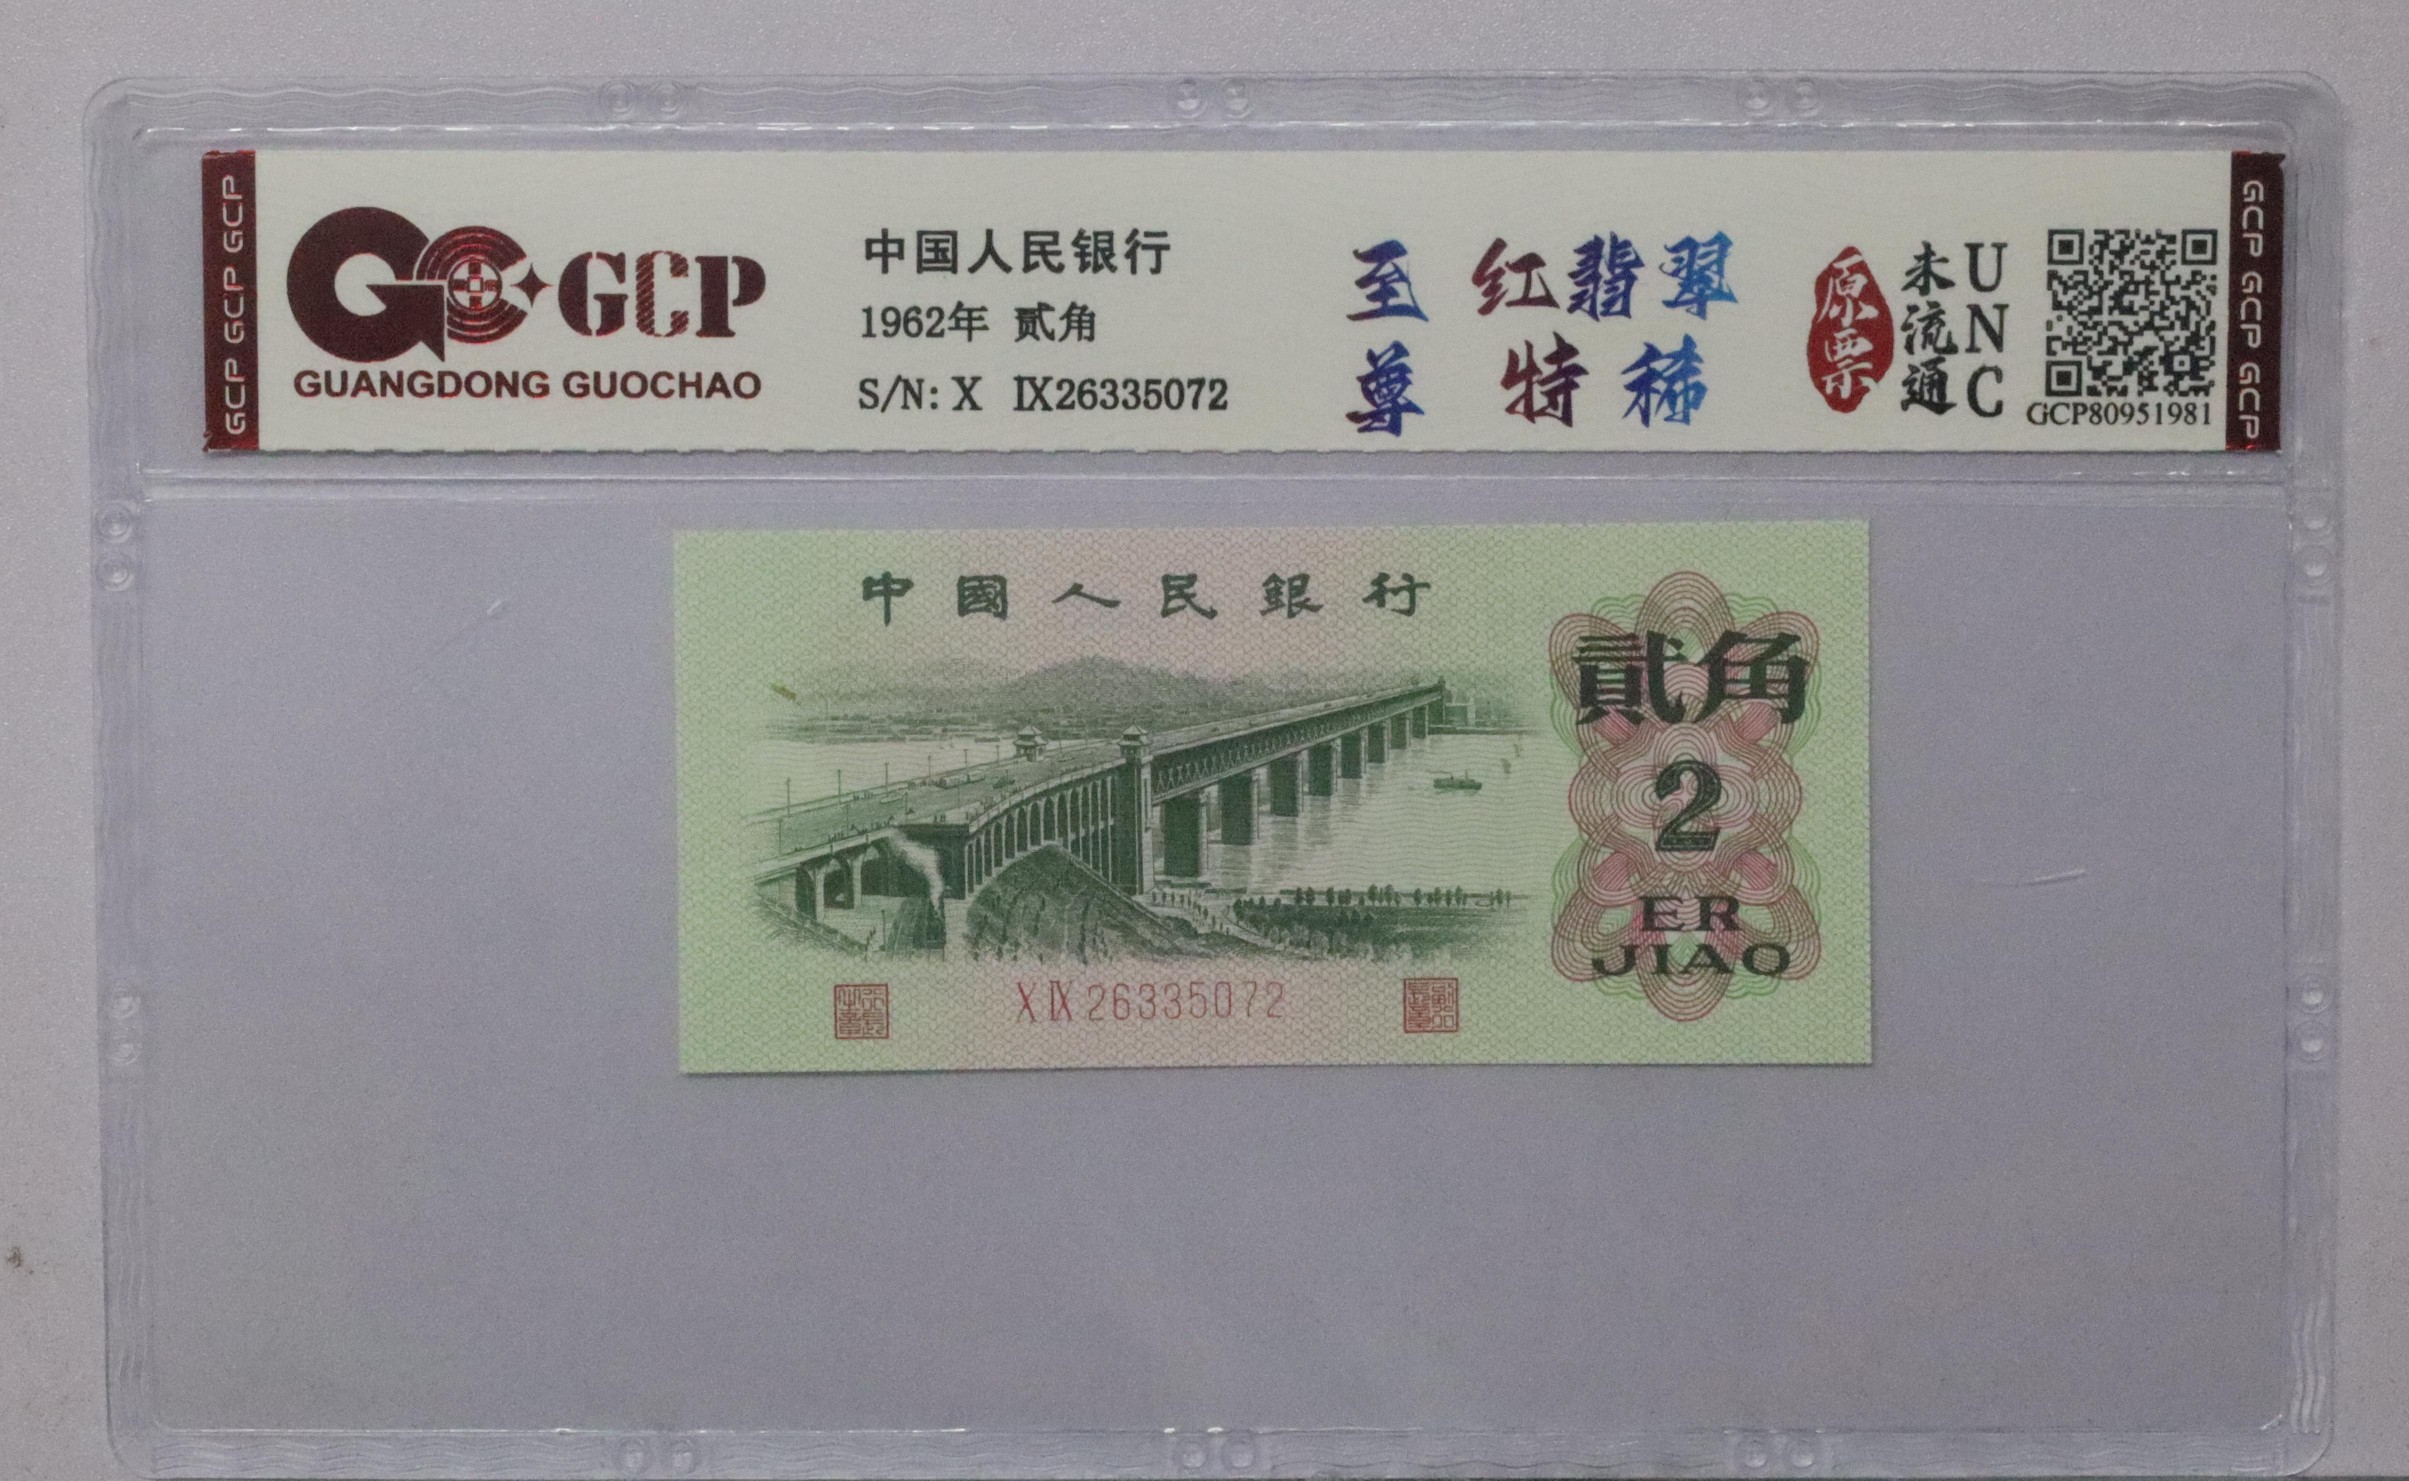 GCP GCP GCP
GCP
GUANGDONG GUOCHAO
中国人民银行
1962年 贰角
S/N: X Ⅸ26335072
至尊
红翡翠
特稀
原票
未流通
UNC
GCP80951981
GCP GCP GCP
中國人民銀行
貳角
2
ER
JIAO
X Ⅸ 26335072